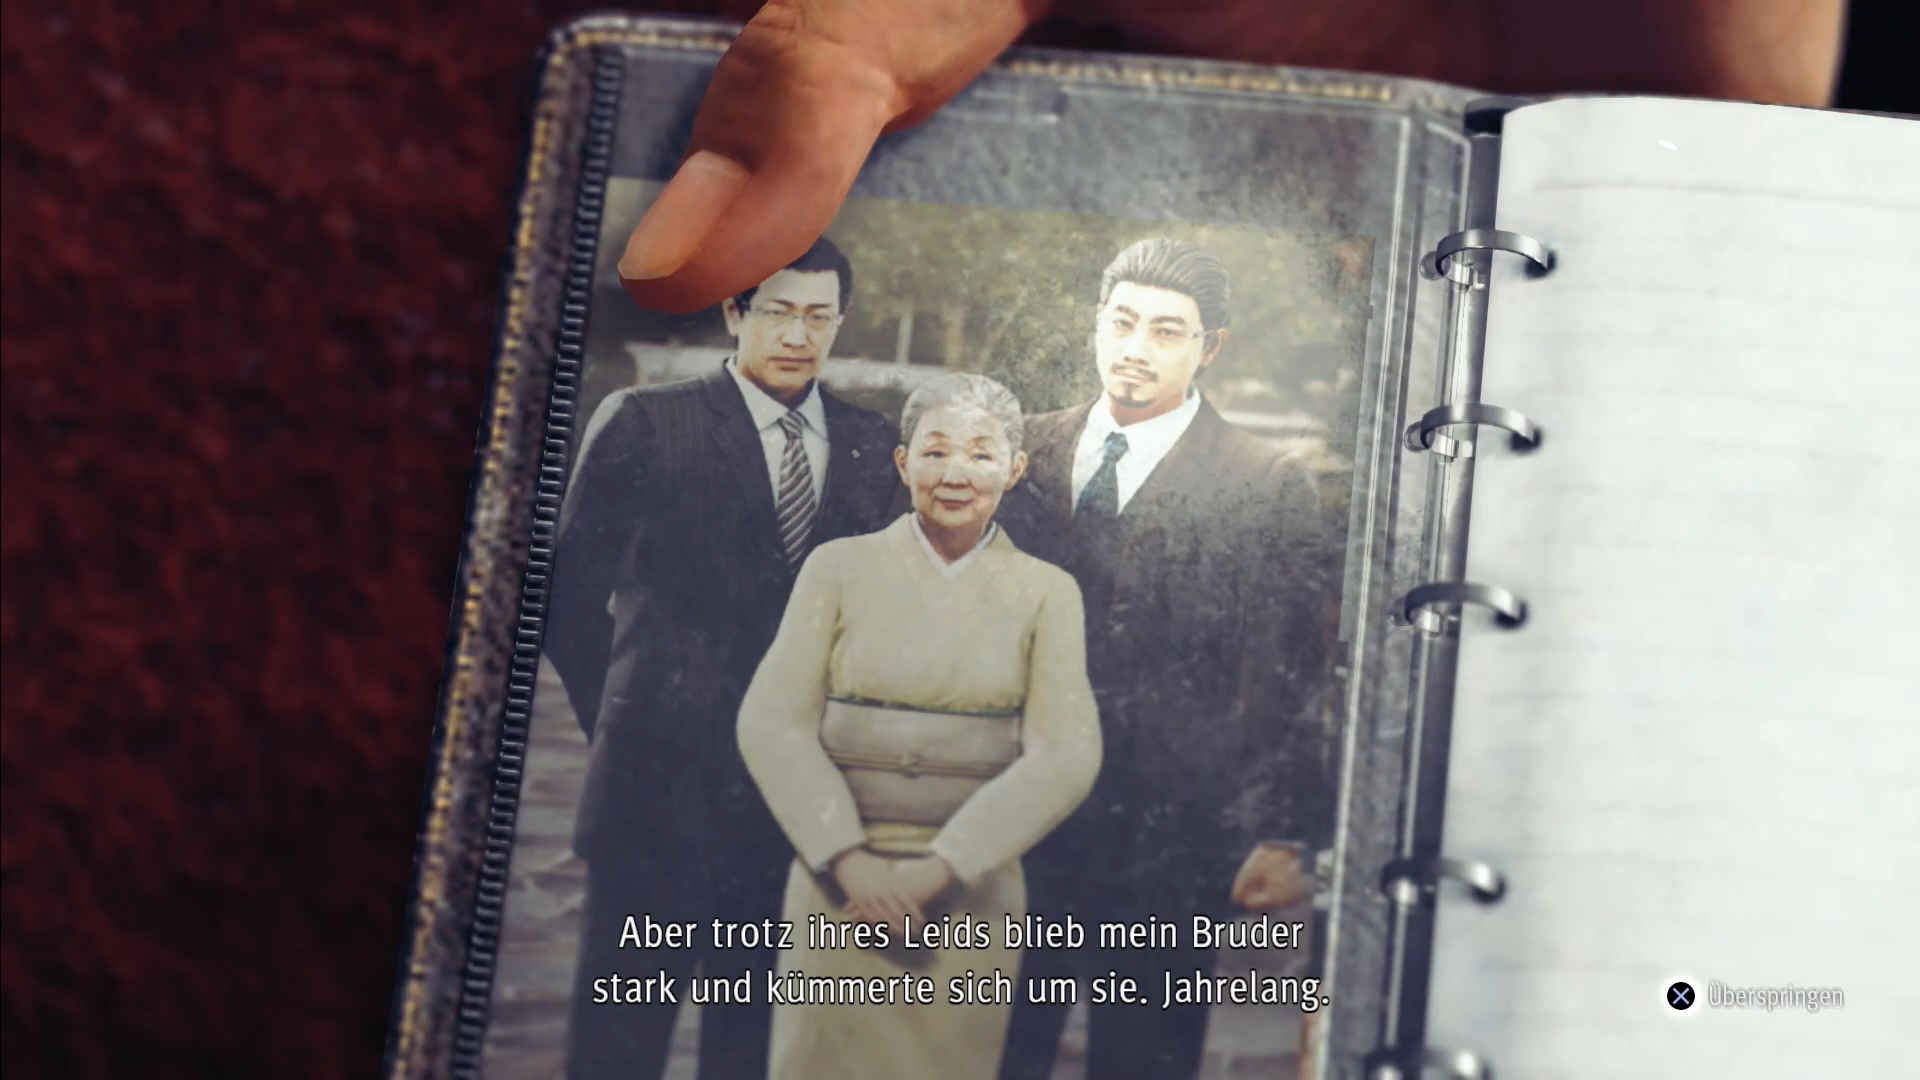 Aber trotz ihres Leids blieb mein Bruder
stark und kümmerte sich um sie. Jahrelang.
Überspringen